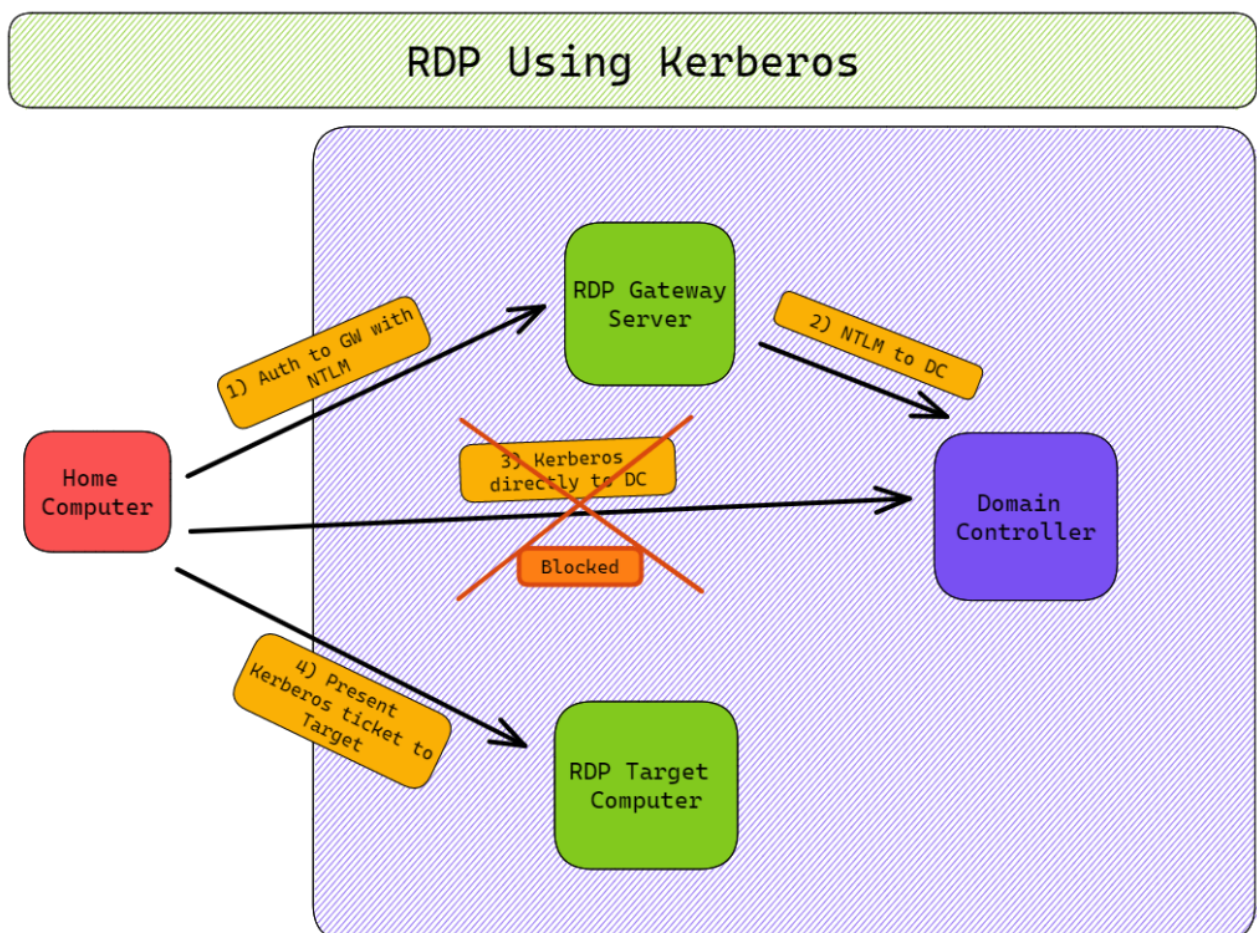 RDP Using Kerberos
RDP Gateway
Server
1) Auth to GW with
NTLM
2) NTLM to DC
3) Kerberos
directly to DC
Home
Computer
Domain
Controller
Blocked
4) Present
Kerberos ticket to
Target
RDP Target
Computer